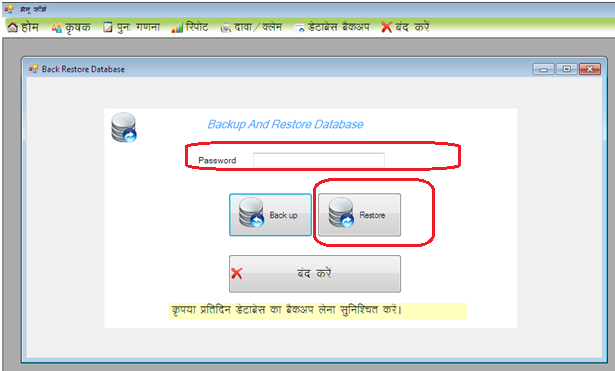 मेनू फॉर्म
होम कृषक पुनः गणना रिपोट दावा/क्लेम डेटाबेस बैकअप बंद करें
Back Restore Database
Backup And Restore Database
Password
Back up Restore
बंद करें
कृपया प्रतिदिन डेटाबेस का बैकअप लेना सुनिश्चित करें।